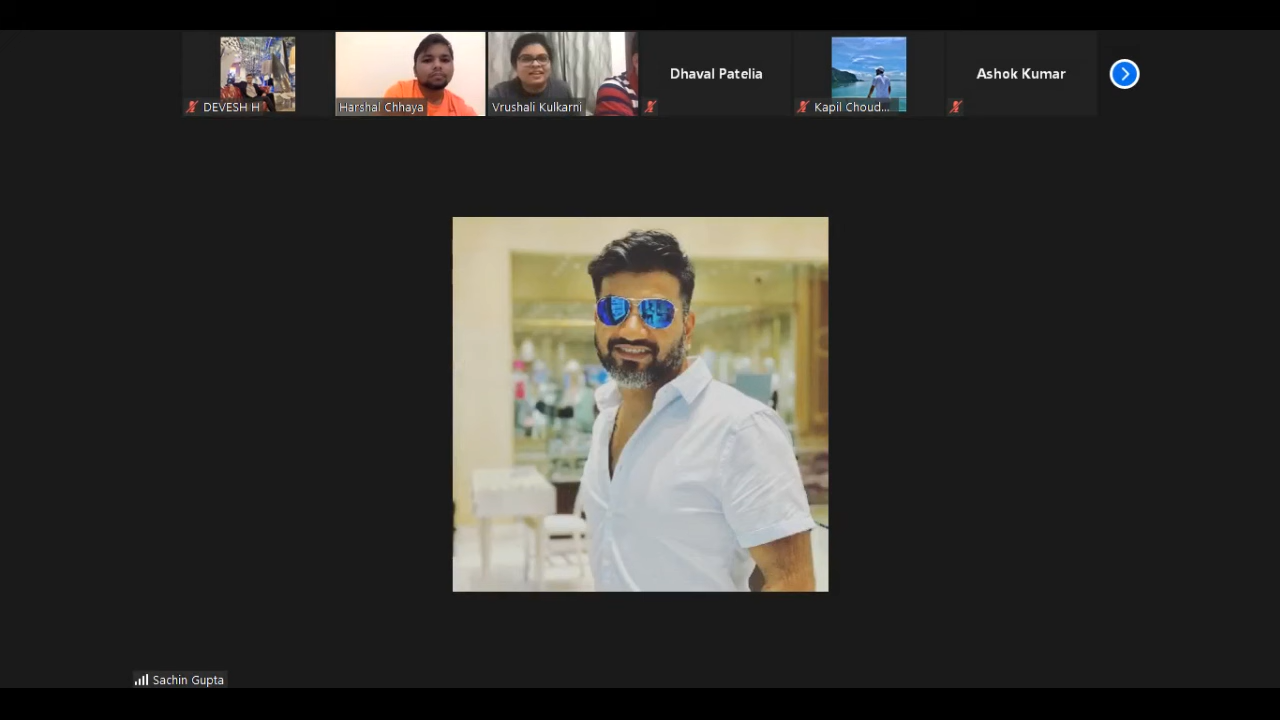 Dhaval Patelia
Ashok Kumar
DEVESH H
Harshal Chhaya
Vrushali Kulkarni
Kapil Choud...
Sachin Gupta